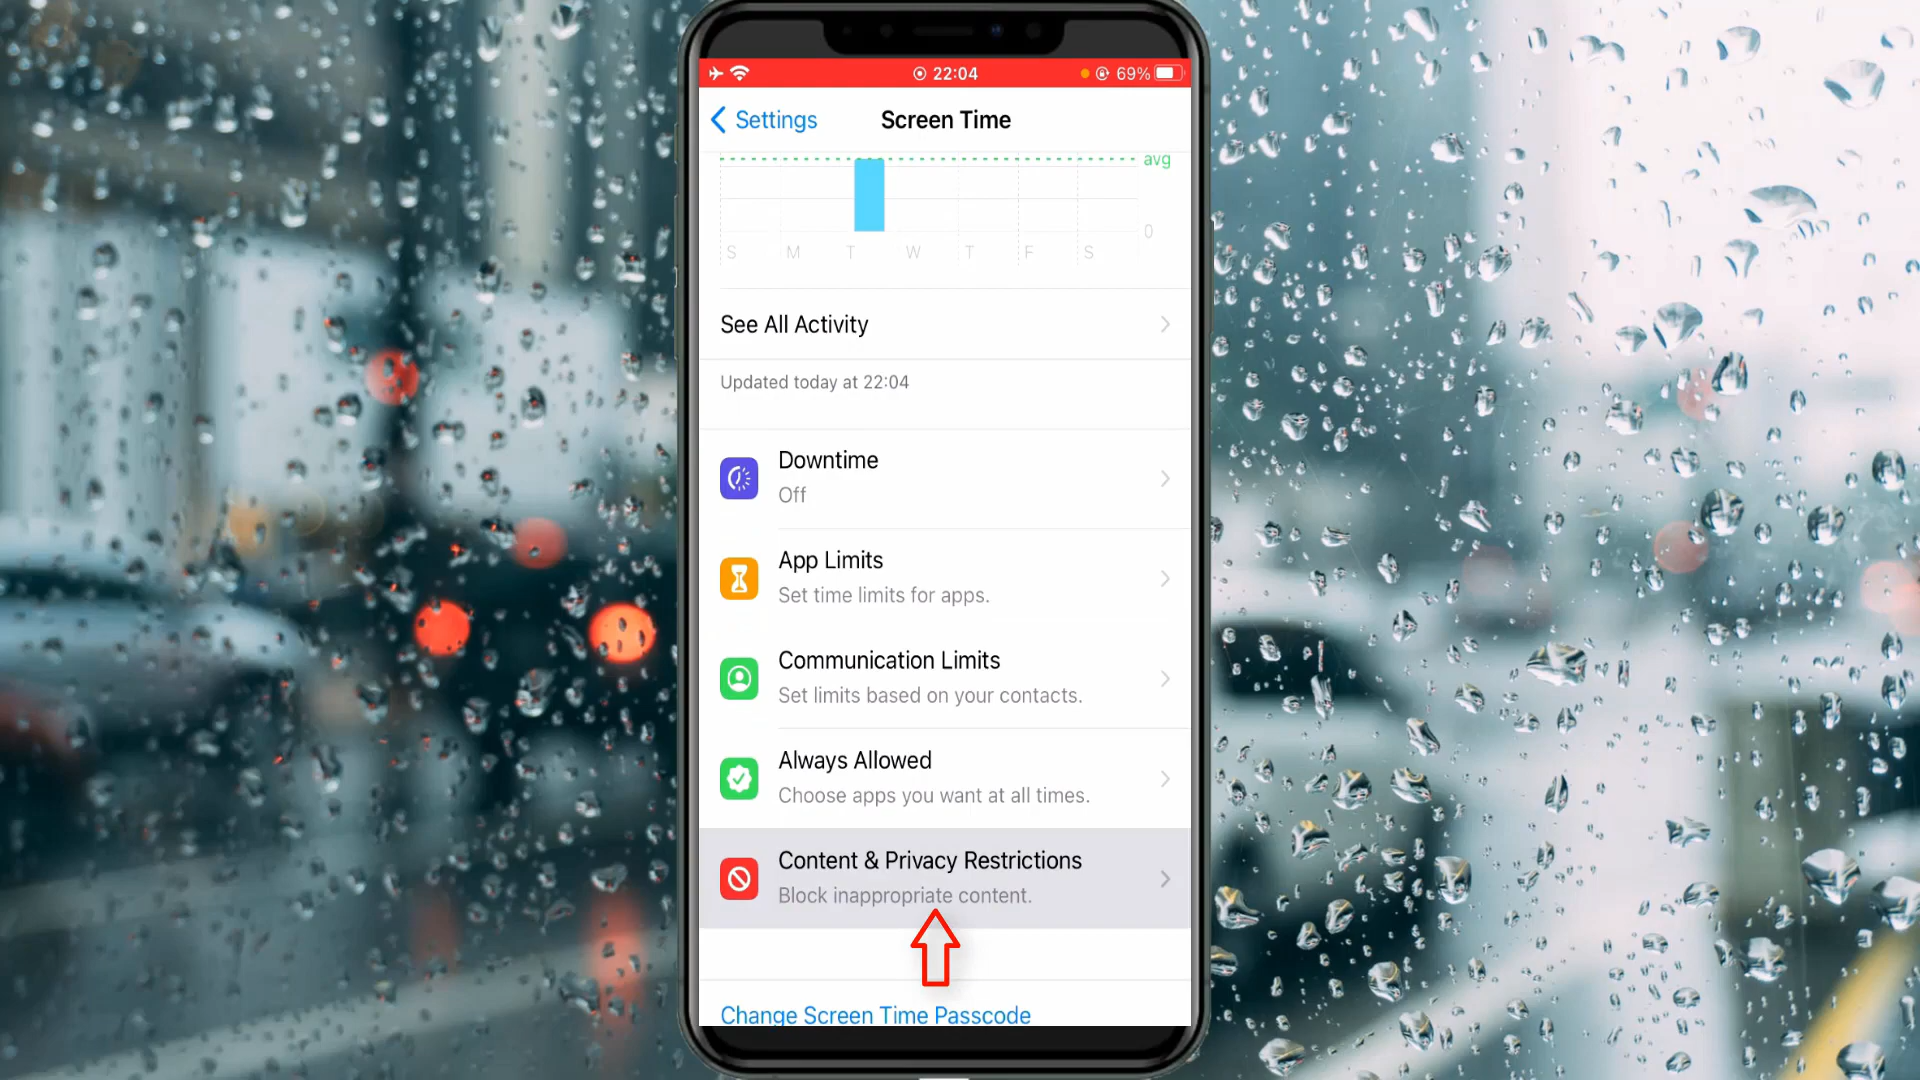 22:04
69%
Settings
Screen Time
avg
0
S M T W T F S
See All Activity
Updated today at 22:04
Downtime
Off
App Limits
Set time limits for apps.
Communication Limits
Set limits based on your contacts.
Always Allowed
Choose apps you want at all times.
Content & Privacy Restrictions
Block inappropriate content.
Change Screen Time Passcode